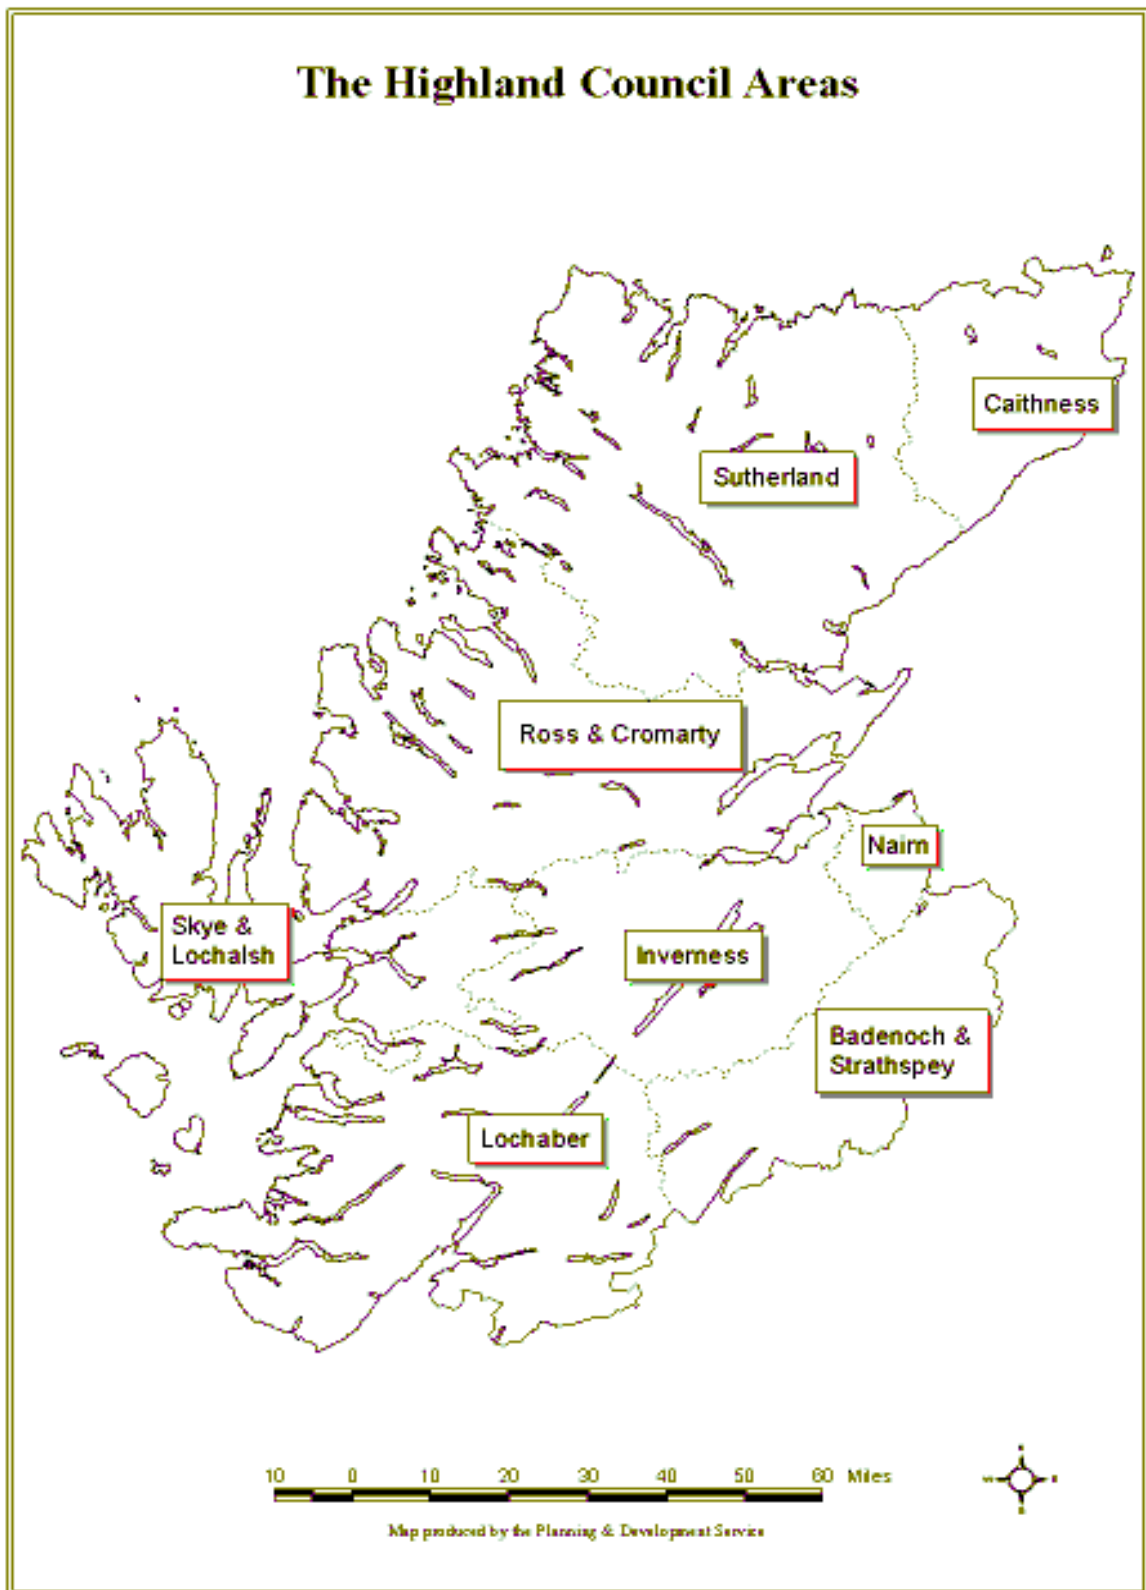 The Highland Council Areas
Caithness
Sutherland
Ross & Cromarty
Nairn
Skye &
Lochalsh
Inverness
Badenoch &
Strathspey
Lochaber
10 0 10 20 30 40 50 60 Miles
Map produced by the Planning & Development Service